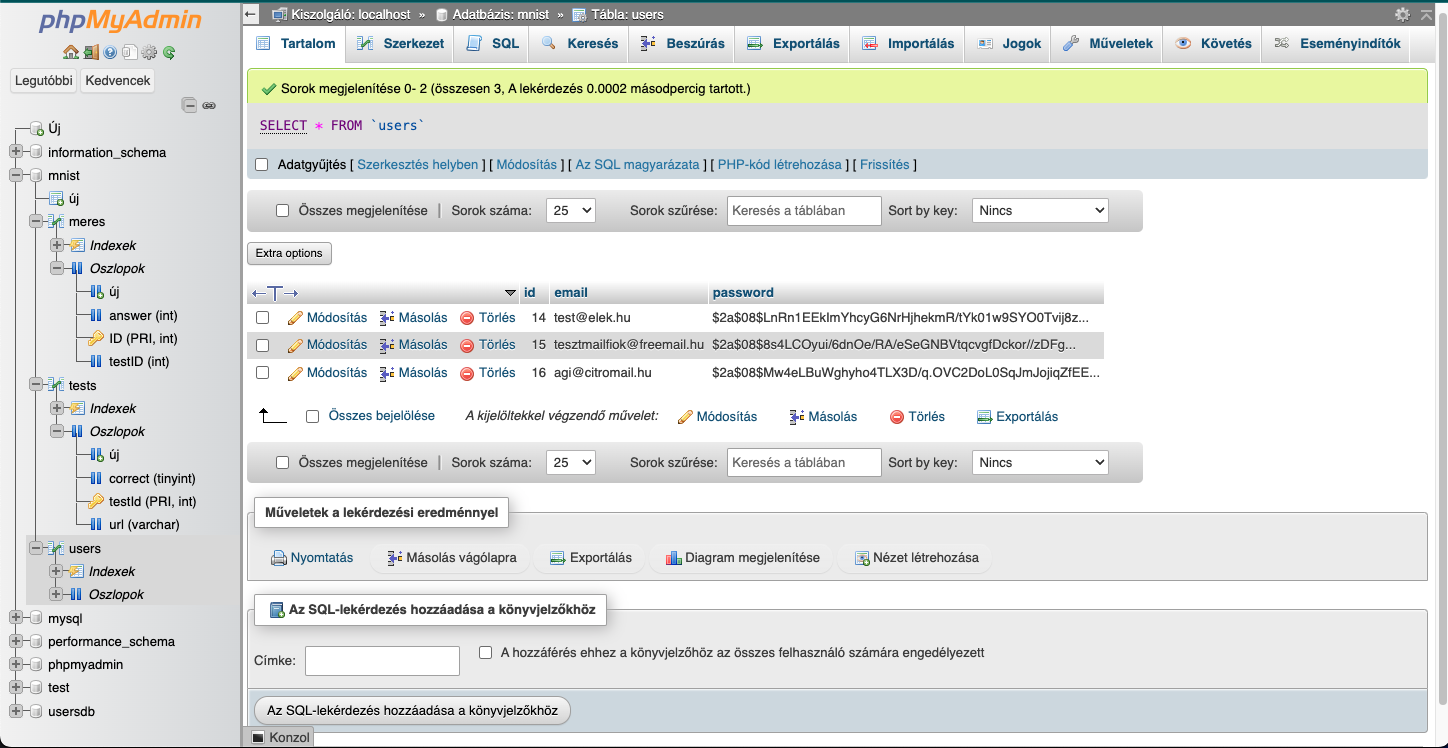 phpMyAdmin
Legutóbbi Kedvencek
Új
information_schema
mnist
új
meres
Indexek
Oszlopok
új
answer (int)
ID (PRI, int)
testID (int)
tests
Indexek
Oszlopok
új
correct (tinyint)
testId (PRI, int)
url (varchar)
users
Indexek
Oszlopok
mysql
performance_schema
phpmyadmin
test
usersdb
Kiszolgáló: localhost » Adatbázis: mnist » Tábla: users
Tartalom Szerkezet SQL Keresés Beszúrás Exportálás Importálás Jogok Műveletek Követés Eseményindítók
Sorok megjelenítése 0- 2 (összesen 3, A lekérdezés 0.0002 másodpercig tartott.)
SELECT * FROM `users`
Adatgyűjtés [ Szerkesztés helyben ] [ Módosítás ] [ Az SQL magyarázata ] [ PHP-kód létrehozása ] [ Frissítés ]
Összes megjelenítése | Sorok száma: 25 Sorok szűrése: Keresés a táblában Sort by key: Nincs
Extra options
←T→ id email password
Módosítás Másolás Törlés 14 test@elek.hu $2a$08$LnRn1EEkImYhcyG6NrHjhekmR/tYk01w9SYO0Tvij8z...
Módosítás Másolás Törlés 15 tesztmailfiok@freemail.hu $2a$08$8s4LCOyui/6dnOe/RA/eSeGNBVtqcvgfDckor//zDFg...
Módosítás Másolás Törlés 16 agi@citromail.hu $2a$08$Mw4eLBuWghyho4TLX3D/q.OVC2DoL0SqJmJojiqZfEE...
Összes bejelölése A kijelöltekkel végzendő művelet: Módosítás Másolás Törlés Exportálás
Összes megjelenítése | Sorok száma: 25 Sorok szűrése: Keresés a táblában Sort by key: Nincs
Műveletek a lekérdezési eredménnyel
Nyomtatás Másolás vágólapra Exportálás Diagram megjelenítése Nézet létrehozása
Az SQL-lekérdezés hozzáadása a könyvjelzőkhöz
Címke: A hozzáférés ehhez a könyvjelzőhöz az összes felhasználó számára engedélyezett
Az SQL-lekérdezés hozzáadása a könyvjelzőkhöz
Konzol